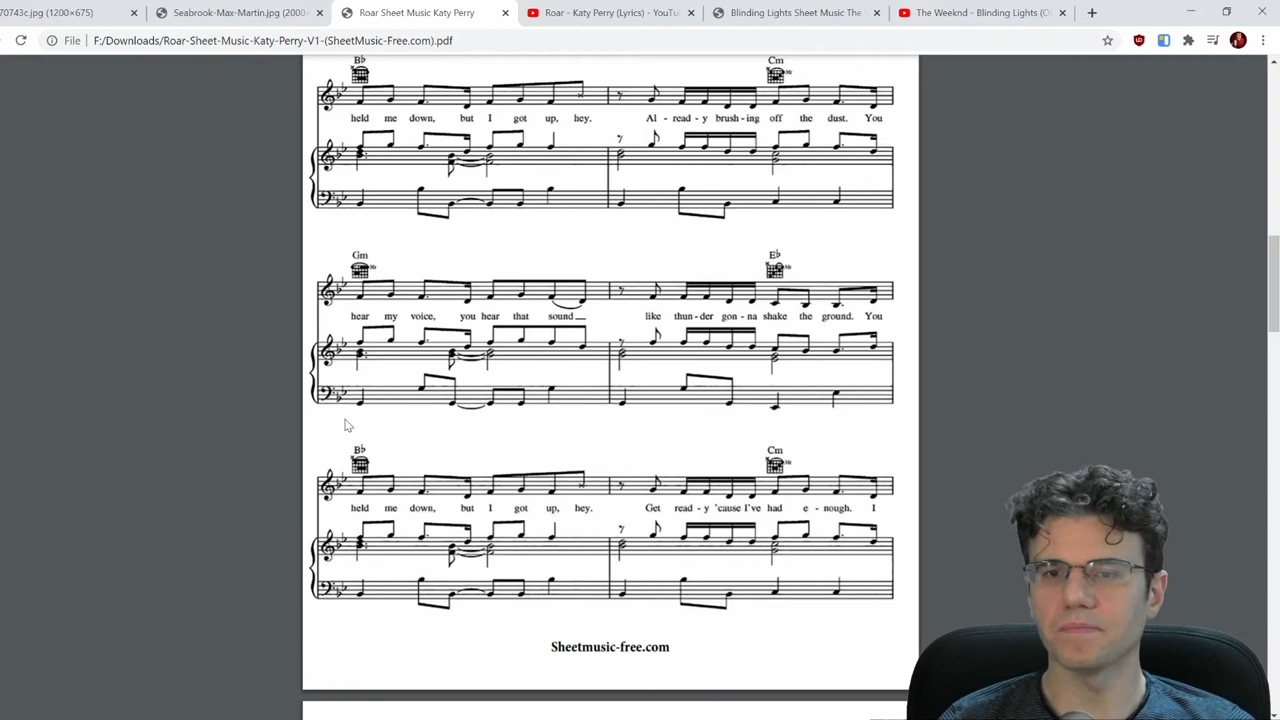 70743c.jpg (1200×675)
Seabrook-Max-Martin.jpg (2000×
Roar Sheet Music Katy Perry
Roar - Katy Perry (Lyrics) - YouTu
Blinding Lights Sheet Music The
The Weeknd - Blinding Lights (O
File
F:/Downloads/Roar-Sheet-Music-Katy-Perry-V1-(SheetMusic-Free.com).pdf
B♭ Cm
held me down, but I got up, hey. Al - read - y brush - ing off the dust. You
Gm E♭
hear my voice, you hear that sound like thun - der gon - na shake the ground. You
B♭ Cm
held me down, but I got up, hey. Get read - y 'cause I've had e - nough. I
Sheetmusic-free.com